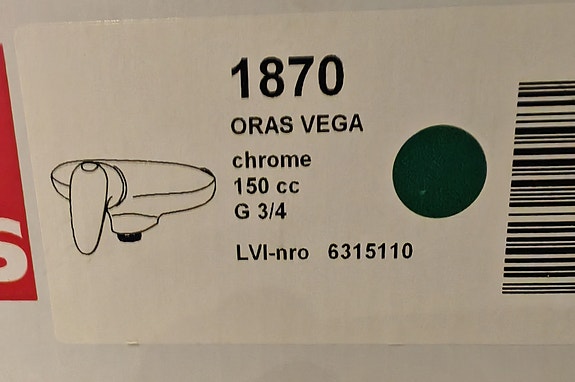 1870
ORAS VEGA
chrome
150 cc
G 3/4
LVI-nro 6315110